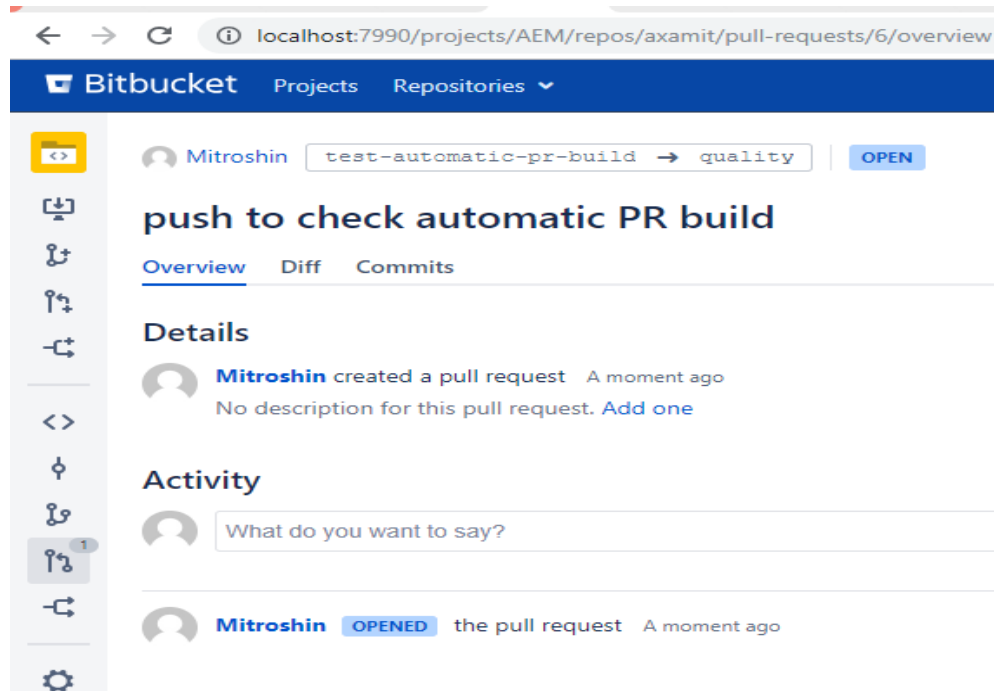 localhost:7990/projects/AEM/repos/axamit/pull-requests/6/overview
Bitbucket Projects Repositories
Mitroshin test-automatic-pr-build → quality OPEN
push to check automatic PR build
Overview Diff Commits
Details
Mitroshin created a pull request A moment ago
No description for this pull request. Add one
Activity
What do you want to say?
1
Mitroshin OPENED the pull request A moment ago